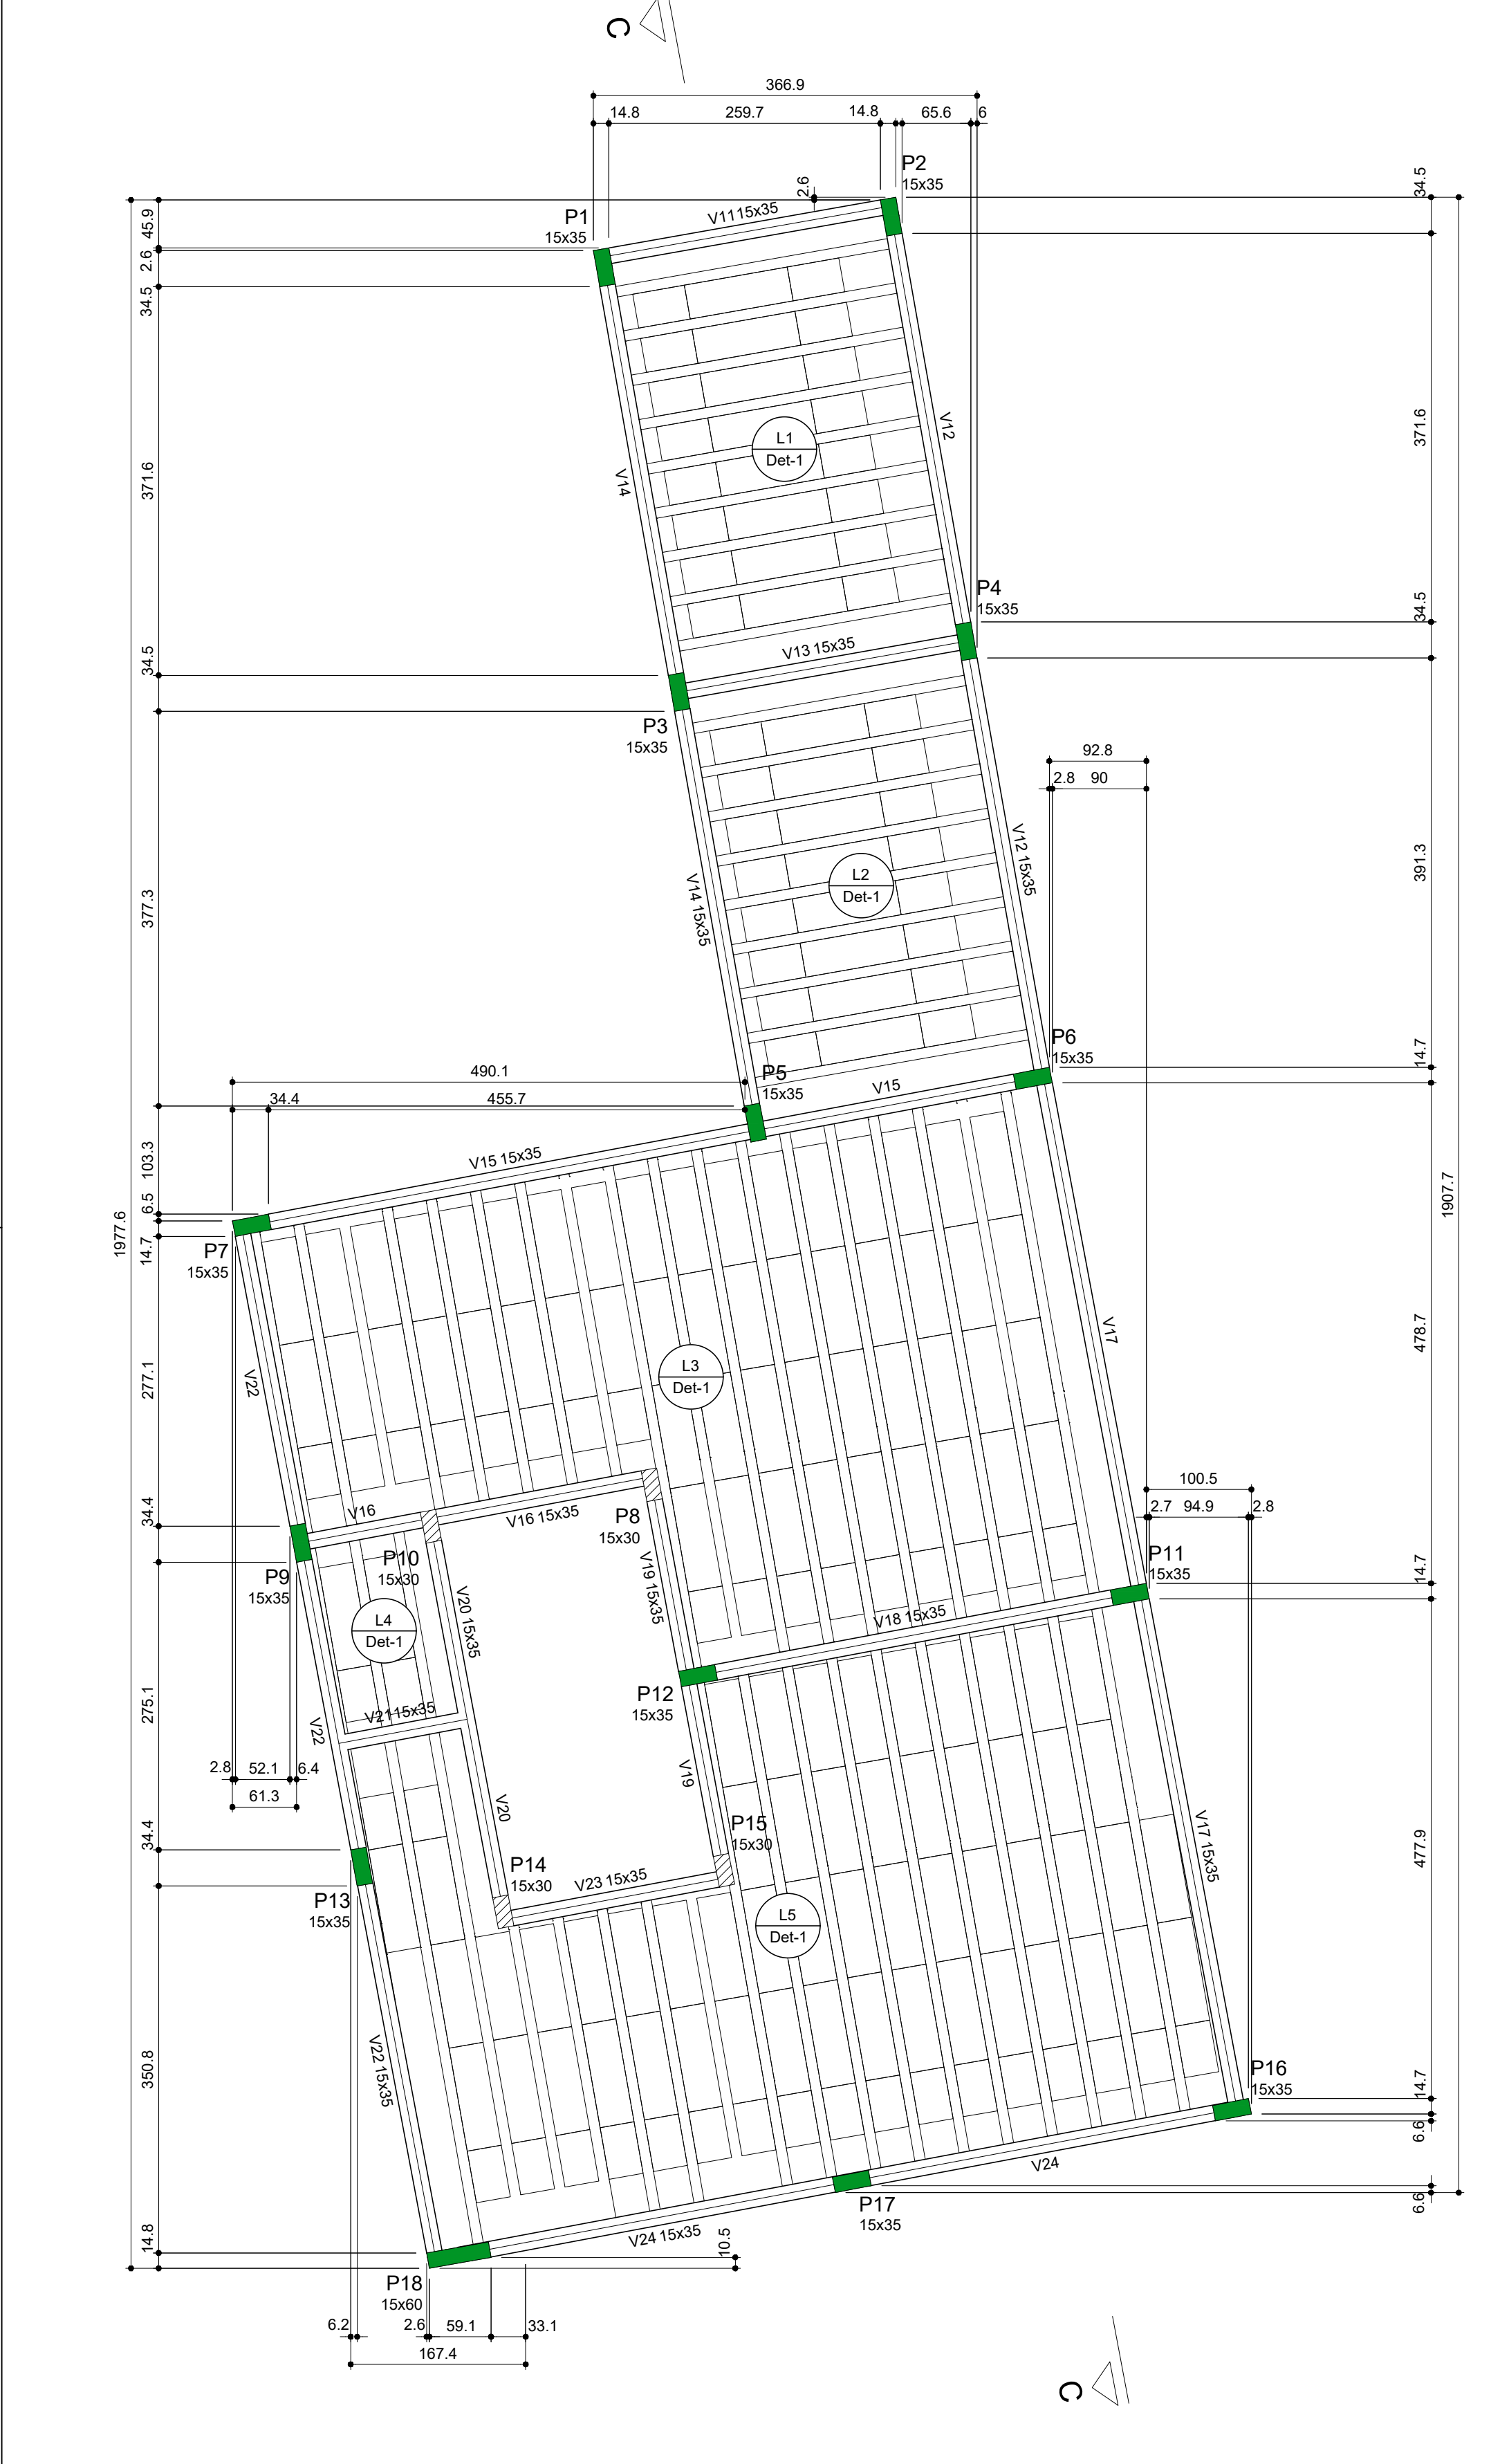 C
366.9
14.8 259.7 14.8 65.6 6
P2
15x35
2.6
34.5
45.9
V11 15x35
P1
15x35
2.6
34.5
L1
Det-1
V12
371.6
V14
371.6
P4
15x35
34.5
V13 15x35
34.5
P3
15x35
92.8
2.8 90
V12 15x35
391.3
L2
Det-1
V14 15x35
377.3
P6
15x35
14.7
490.1
P5
15x35
V15
34.4 455.7
103.3
V15 15x35
6.5
1907.7
1977.6
14.7
P7
15x35
V17
478.7
L3
Det-1
V22
277.1
100.5
2.7 94.9 2.8
34.4
V16
V16 15x35
P8
15x30
P10
15x30
P9
15x35
P11
15x35
14.7
V19 15x35
V20 15x35
V18 15x35
L4
Det-1
P12
15x35
275.1
V21 15x35
V22
V19
2.8 52.1 6.4
61.3
V20
P15
15x30
V17 15x35
477.9
34.4
P14
15x30
V23 15x35
P13
15x35
L5
Det-1
V22 15x35
350.8
P16
15x35
14.7
6.6
V24
P17
15x35
6.6
V24 15x35
10.5
14.8
P18
15x60
6.2 2.6 59.1 33.1
167.4
C